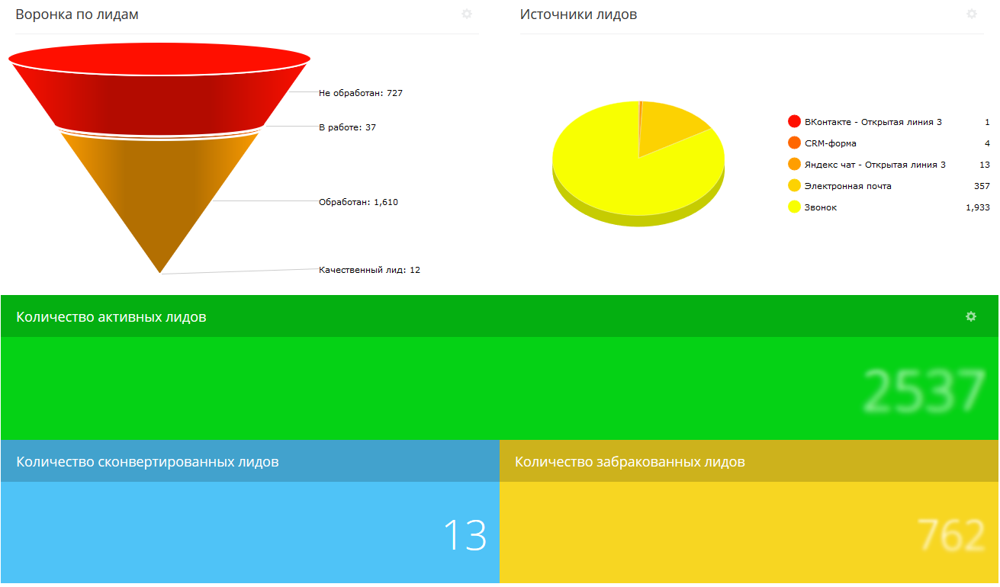 Воронка по лидам
Не обработан: 727
В работе: 37
Обработан: 1,610
Качественный лид: 12
Источники лидов
ВКонтакте - Открытая линия 3 1
CRM-форма 4
Яндекс чат - Открытая линия 3 13
Электронная почта 357
Звонок 1,933
Количество активных лидов
2537
Количество сконвертированных лидов
13
Количество забракованных лидов
762